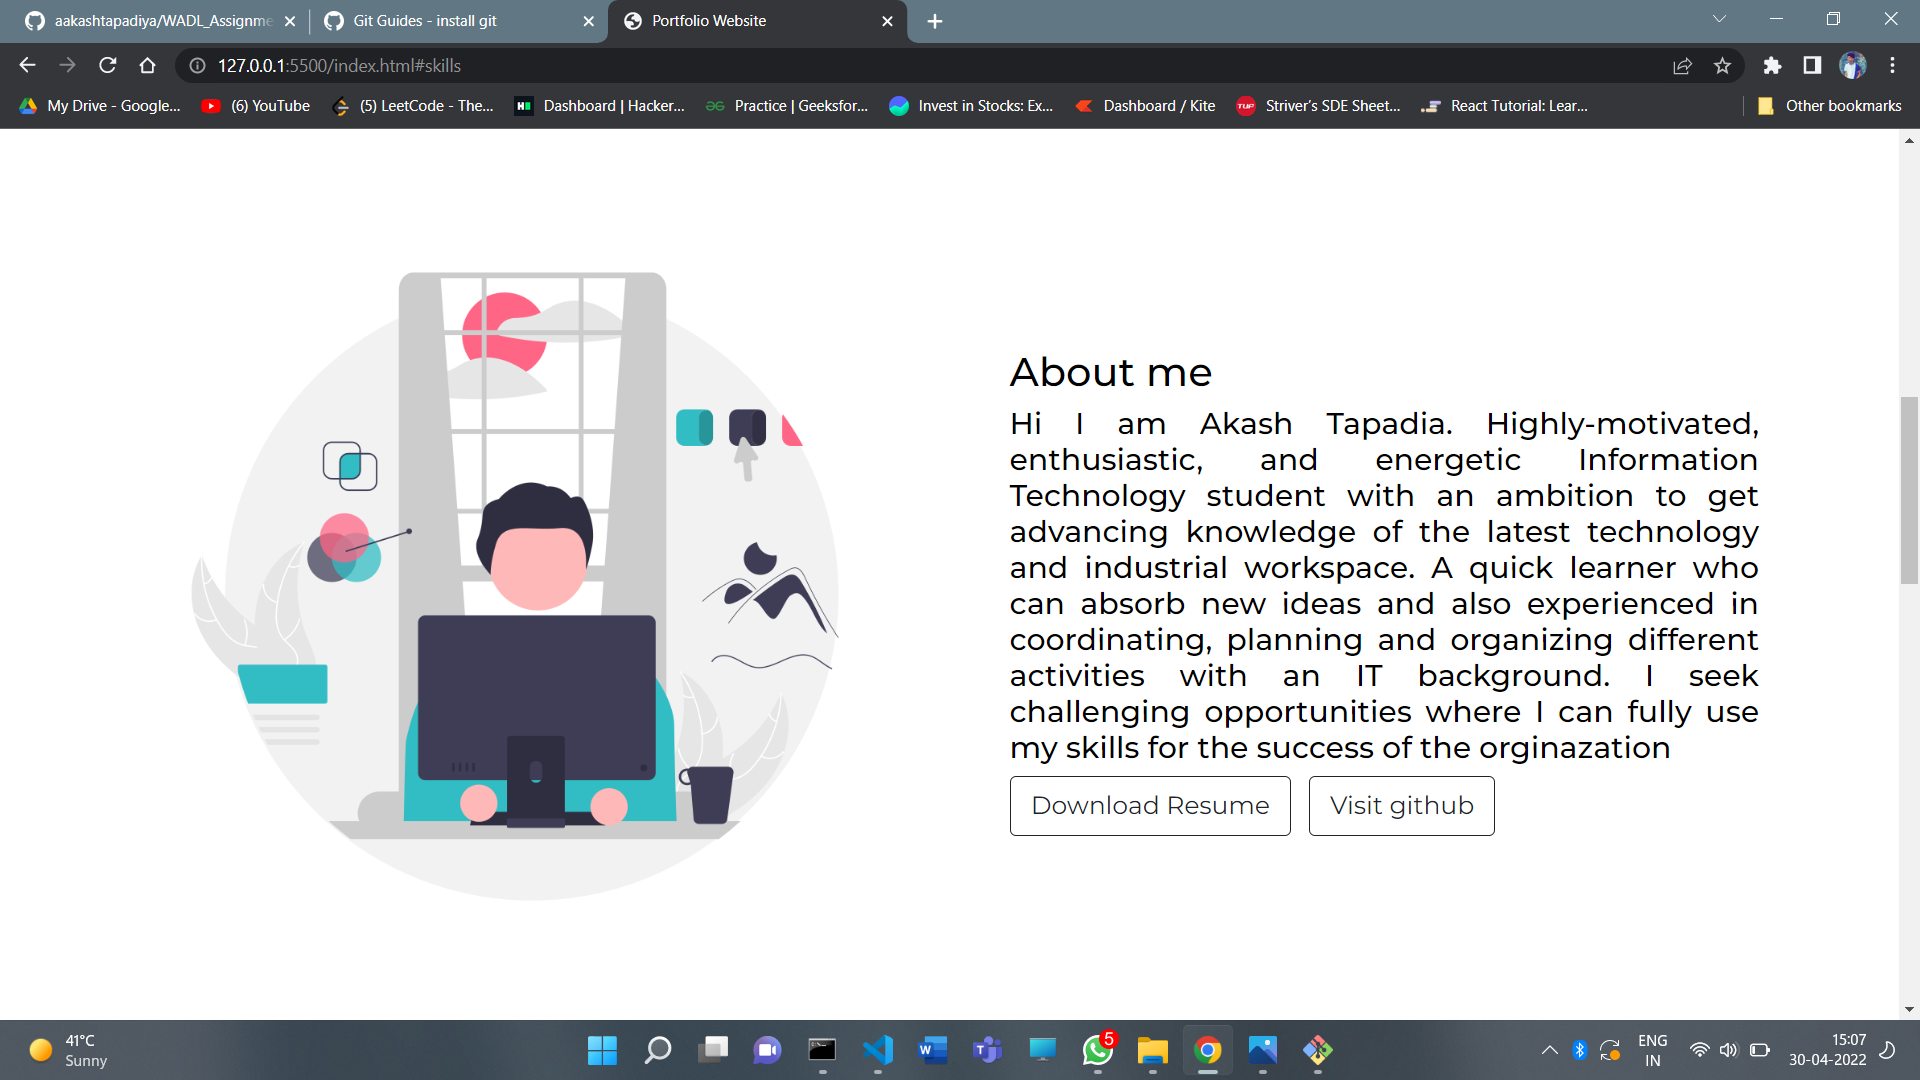 aakashtapadiya/WADL_Assignme
Git Guides - install git
Portfolio Website
127.0.0.1:5500/index.html#skills
My Drive - Google...
(6) YouTube
(5) LeetCode - The...
Dashboard | Hacker...
Practice | Geeksfor...
Invest in Stocks: Ex...
Dashboard / Kite
TUF
Striver's SDE Sheet...
React Tutorial: Lear...
Other bookmarks
About me
Hi I am Akash Tapadia. Highly-motivated,
enthusiastic, and energetic Information
Technology student with an ambition to get
advancing knowledge of the latest technology
and industrial workspace. A quick learner who
can absorb new ideas and also experienced in
coordinating, planning and organizing different
activities with an IT background. I seek
challenging opportunities where I can fully use
my skills for the success of the orginazation
Download Resume
Visit github
41°C
Sunny
5
ENG
IN
15:07
30-04-2022